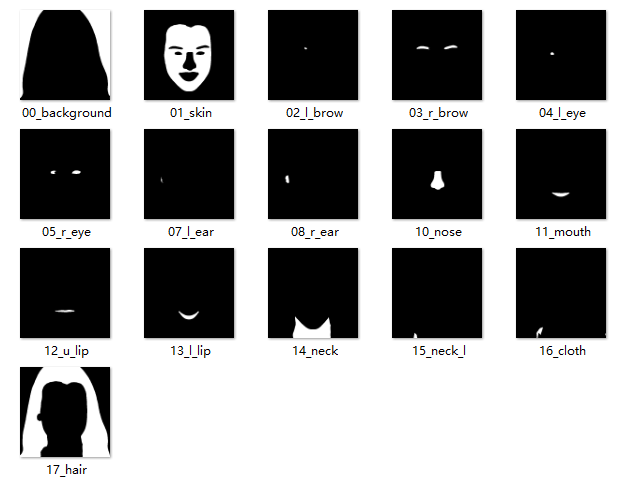 00_background
01_skin
02_l_brow
03_r_brow
04_l_eye
05_r_eye
07_l_ear
08_r_ear
10_nose
11_mouth
12_u_lip
13_l_lip
14_neck
15_neck_l
16_cloth
17_hair